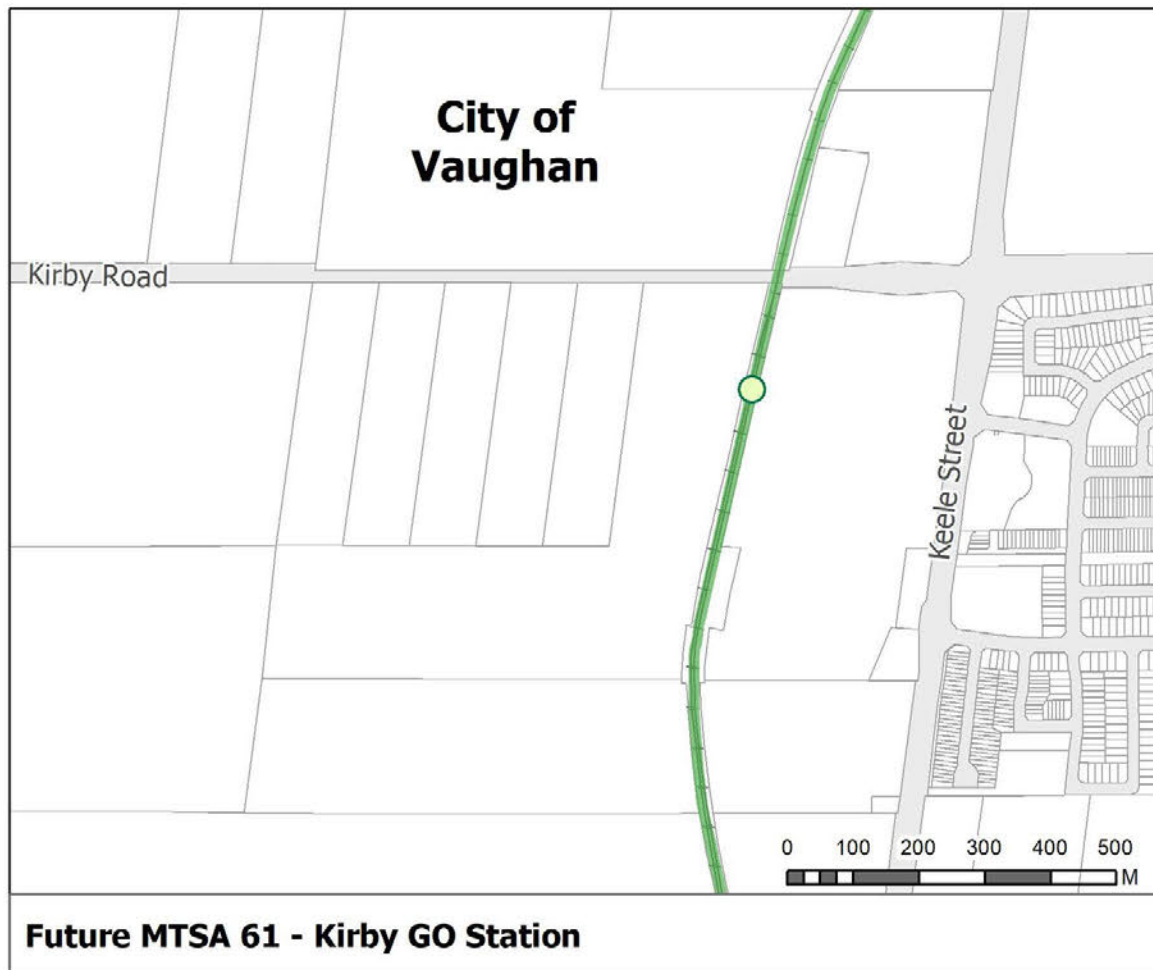 City of
Vaughan
Kirby Road
Keele Street
0 100 200 300 400 500
M
Future MTSA 61 - Kirby GO Station